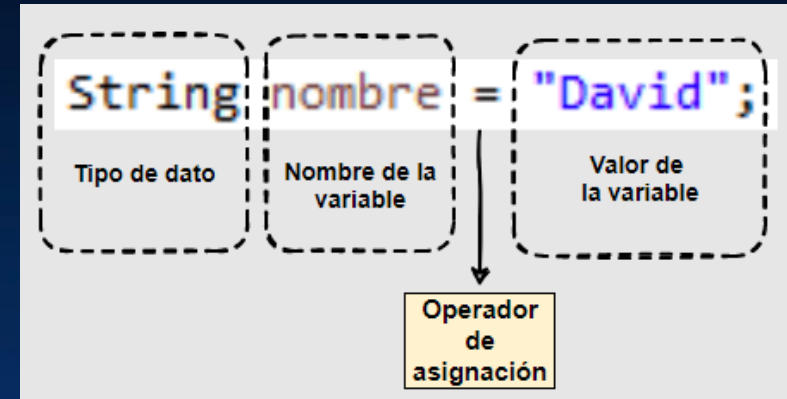 String nombre = "David";
Tipo de dato
Nombre de la
variable
Valor de
la variable
Operador
de
asignación